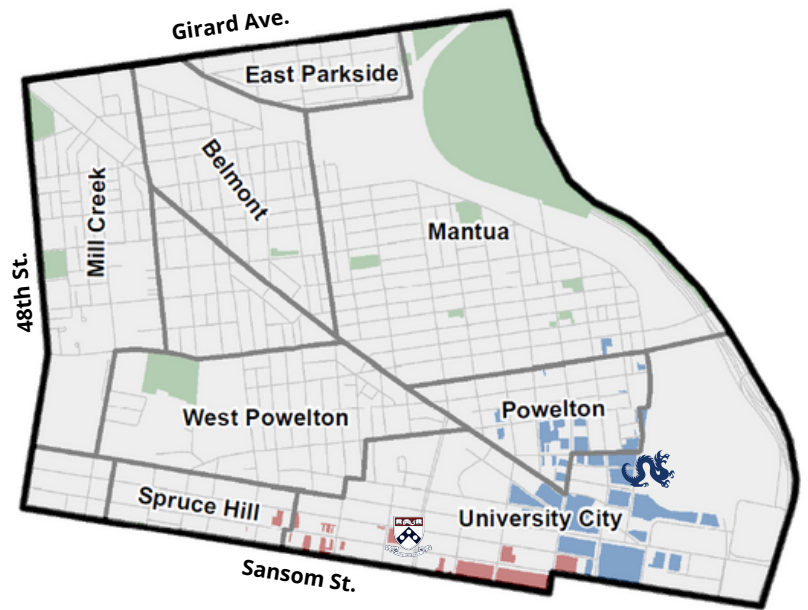 Girard Ave.
East Parkside
Belmont
Mill Creek
Mantua
48th St.
West Powelton
Powelton
Spruce Hill
University City
Sansom St.